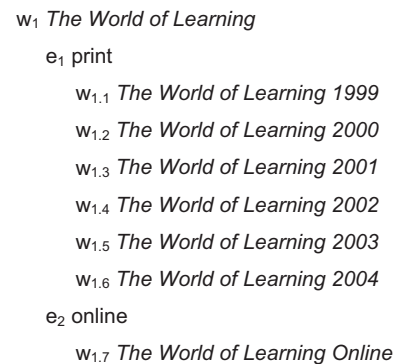 w₁ The World of Learning
e₁ print
w₁.₁ The World of Learning 1999
w₁.₂ The World of Learning 2000
w₁.₃ The World of Learning 2001
w₁.₄ The World of Learning 2002
w₁.₅ The World of Learning 2003
w₁.₆ The World of Learning 2004
e₂ online
w₁.₇ The World of Learning Online